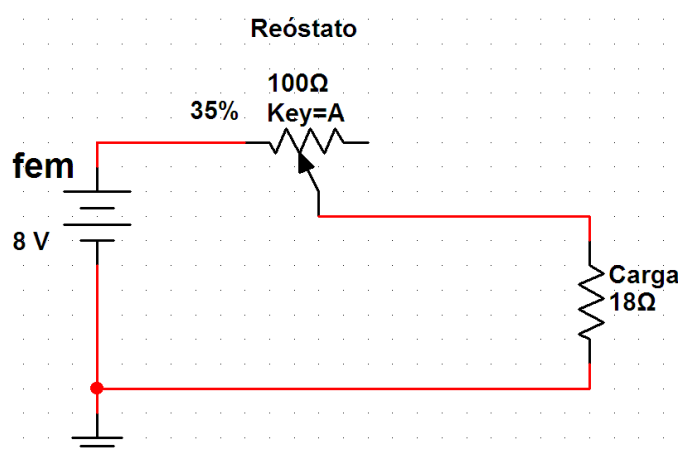 Reóstato
100Ω
35% Key=A
fem
8 V
Carga
18Ω